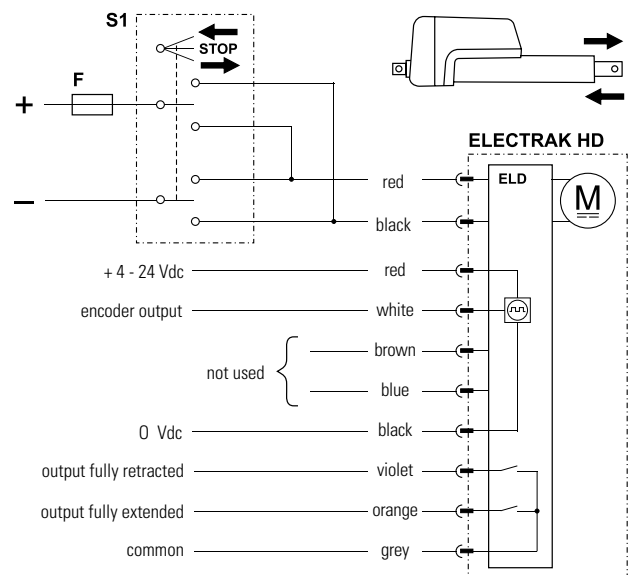 S1
STOP
F
+
−
ELECTRAK HD
ELD
M
red
black
+ 4 - 24 Vdc red
encoder output white
brown
not used
blue
0 Vdc black
output fully retracted violet
output fully extended orange
common grey